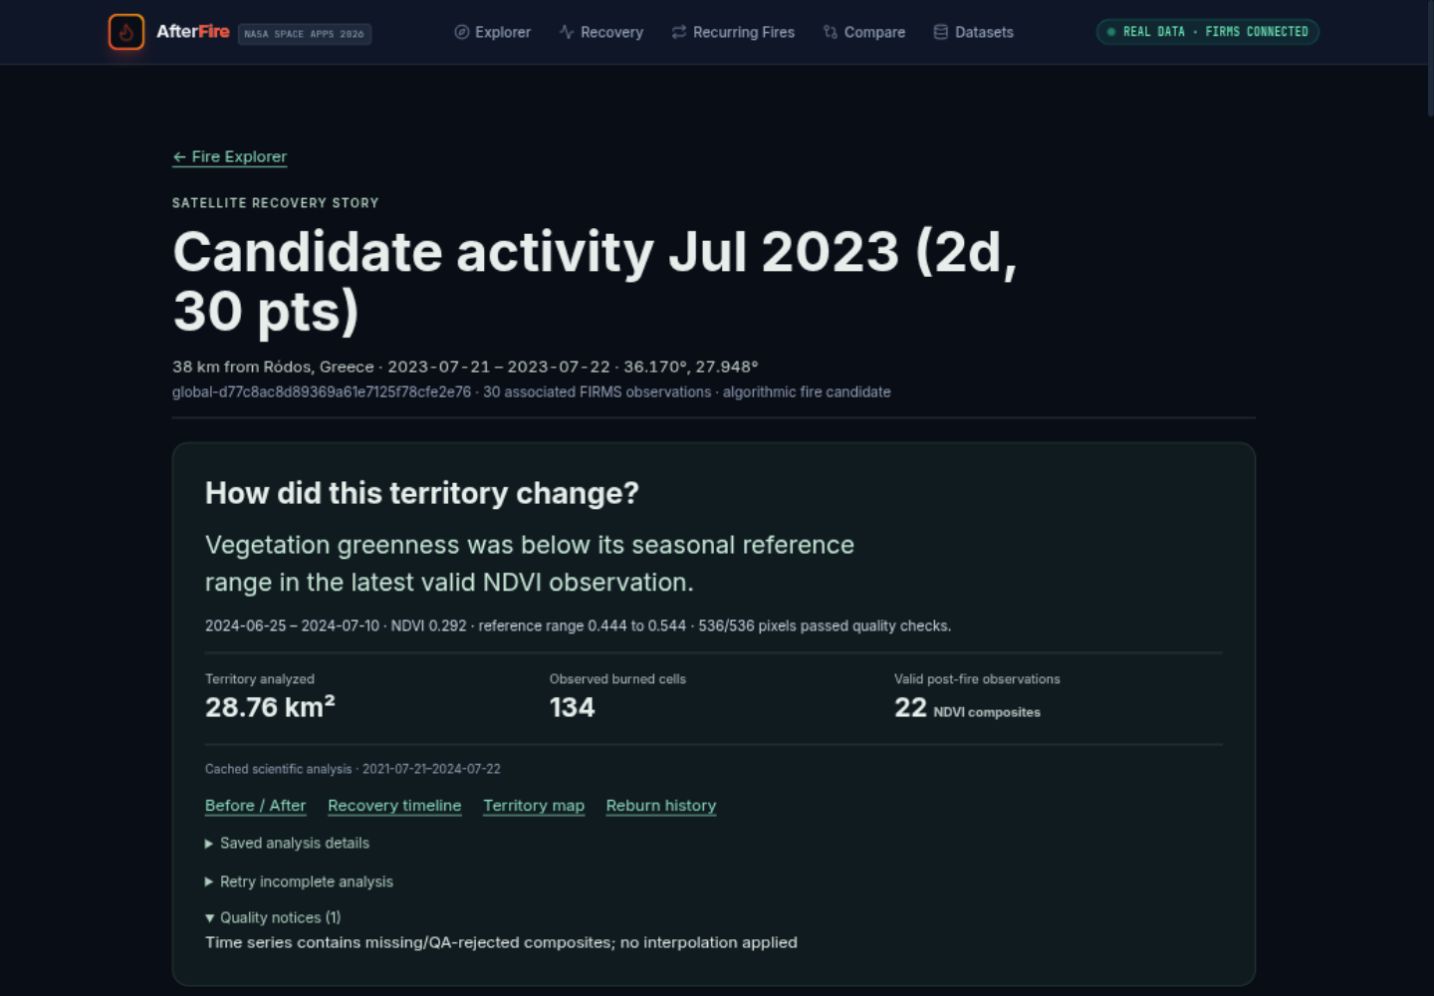 AfterFire NASA SPACE APPS 2026 Explorer Recovery Recurring Fires Compare Datasets REAL DATA · FIRMS CONNECTED
← Fire Explorer
SATELLITE RECOVERY STORY
Candidate activity Jul 2023 (2d,
30 pts)
38 km from Ródos, Greece · 2023-07-21 – 2023-07-22 · 36.170°, 27.948°
global-d77c8ac8d89369a61e7125f78cfe2e76 · 30 associated FIRMS observations · algorithmic fire candidate
How did this territory change?
Vegetation greenness was below its seasonal reference
range in the latest valid NDVI observation.
2024-06-25 – 2024-07-10 · NDVI 0.292 · reference range 0.444 to 0.544 · 536/536 pixels passed quality checks.
Territory analyzed Observed burned cells Valid post-fire observations
28.76 km² 134 22 NDVI composites
Cached scientific analysis · 2021-07-21–2024-07-22
Before / After Recovery timeline Territory map Reburn history
▶ Saved analysis details
▶ Retry incomplete analysis
▼ Quality notices (1)
Time series contains missing/QA-rejected composites; no interpolation applied